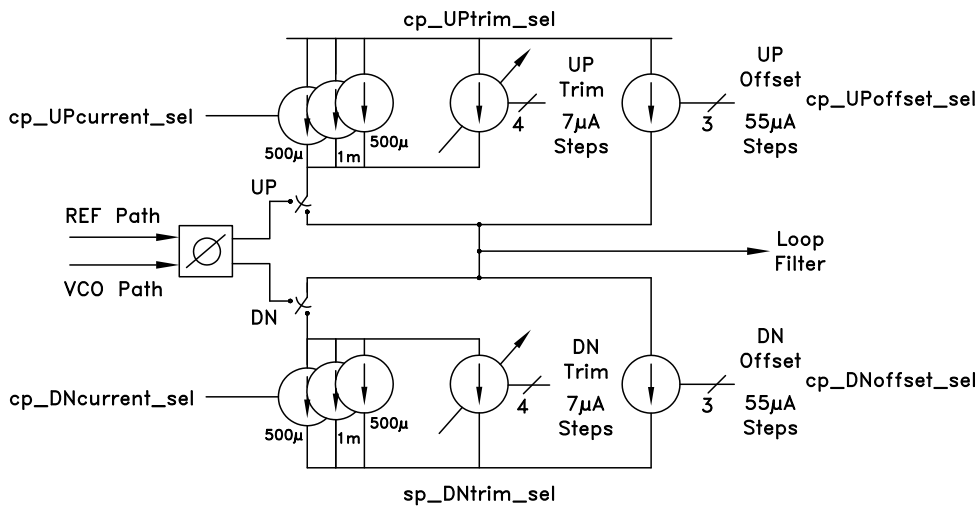 cp_UPtrim_sel
cp_UPcurrent_sel
500μ
1m
500μ
UP
Trim
4
7μA
Steps
UP
Offset
3
55μA
Steps
cp_UPoffset_sel
UP
REF Path
VCO Path
DN
Loop
Filter
cp_DNcurrent_sel
500μ
1m
500μ
DN
Trim
4
7μA
Steps
DN
Offset
3
55μA
Steps
cp_DNoffset_sel
sp_DNtrim_sel